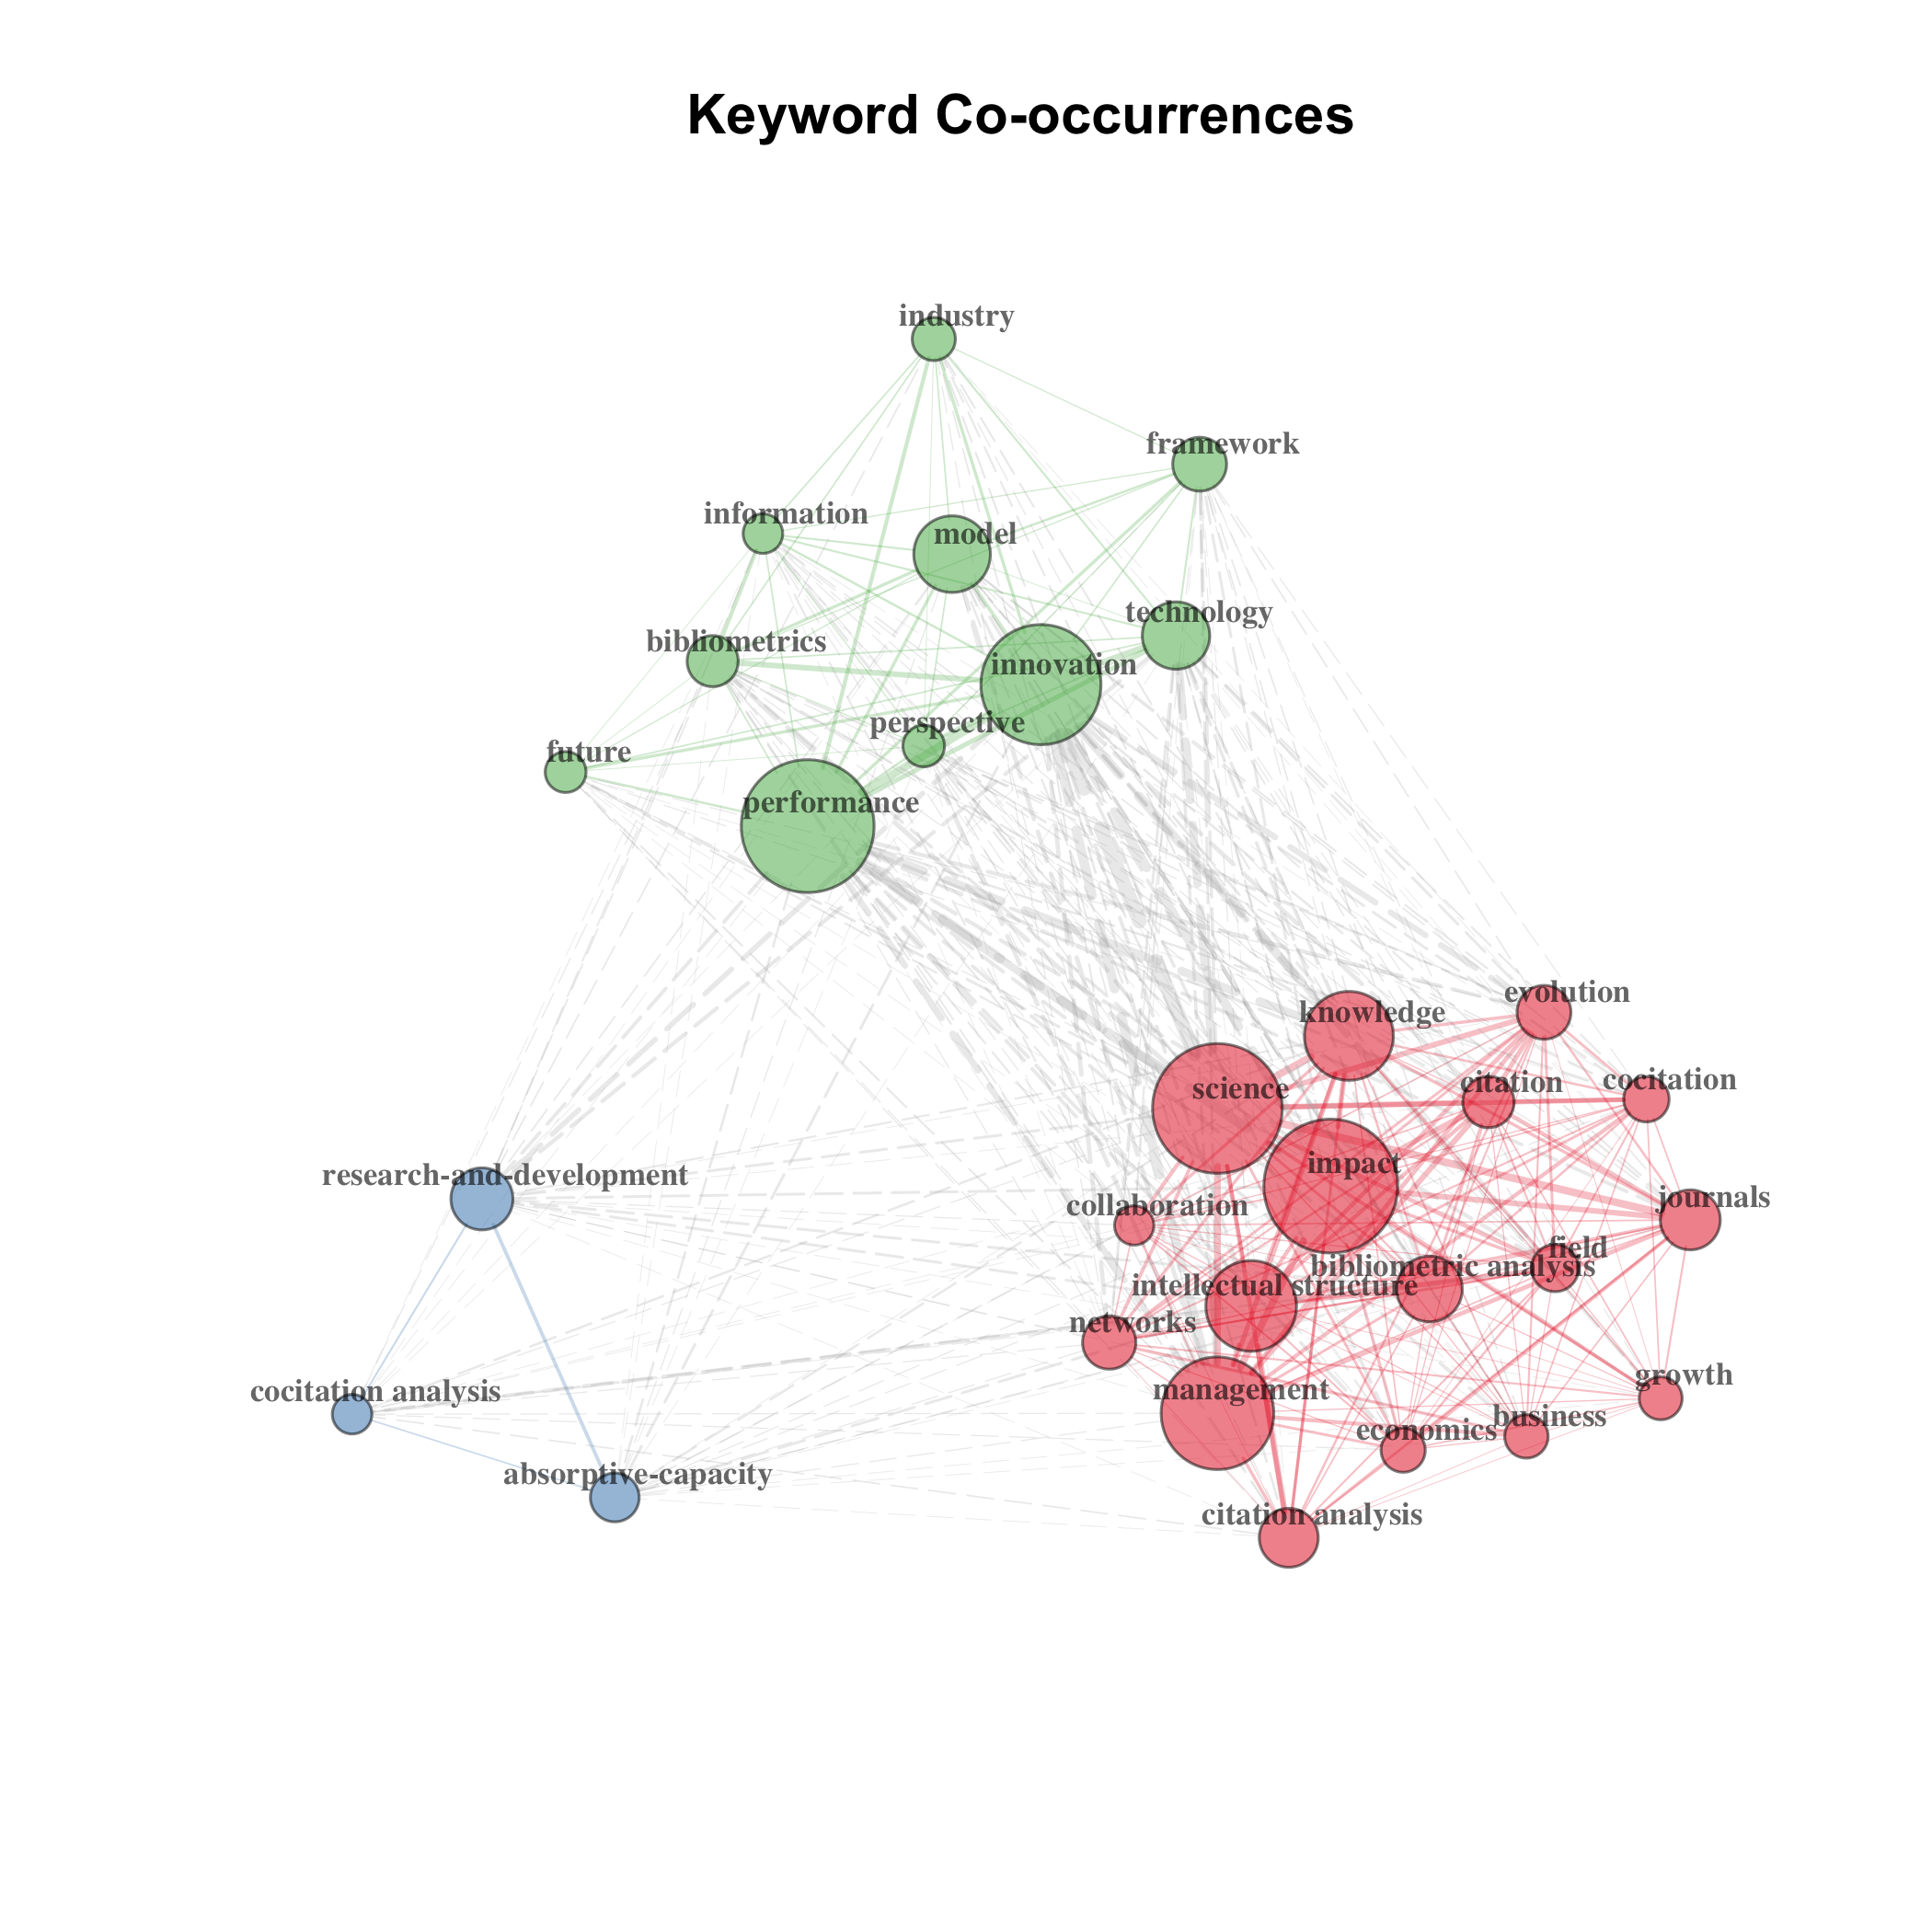 Keyword Co-occurrences
industry
framework
information
model
technology
bibliometrics
innovation
perspective
future
performance
evolution
knowledge
cocitation
citation
science
impact
research-and-development
journals
collaboration
field
bibliometric analysis
intellectual structure
networks
growth
management
cocitation analysis
business
economics
absorptive-capacity
citation analysis